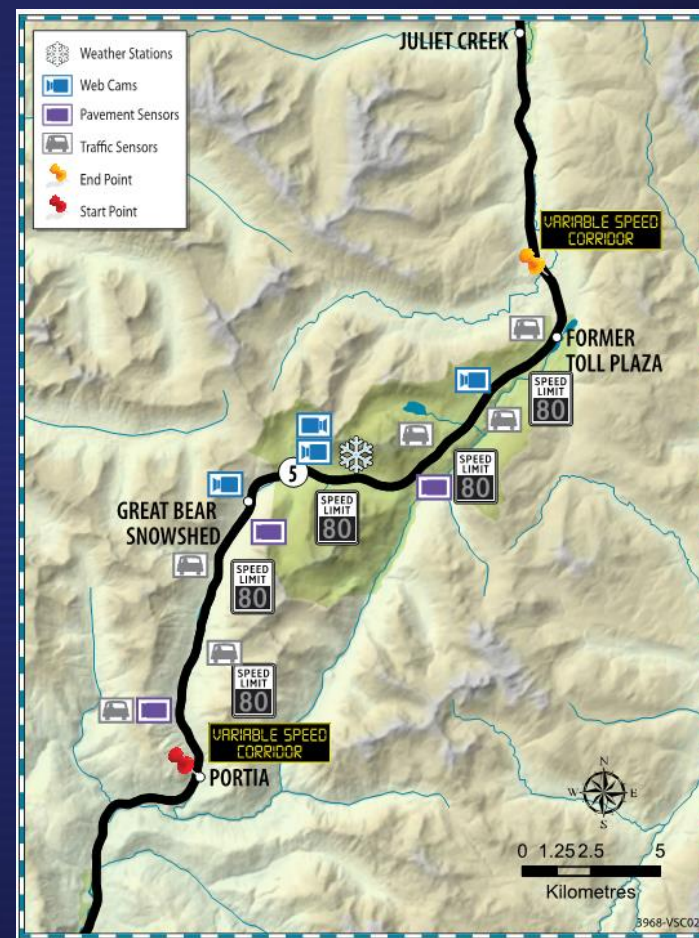 Weather Stations
Web Cams
Pavement Sensors
Traffic Sensors
End Point
Start Point
JULIET CREEK
VARIABLE SPEED
CORRIDOR
FORMER
TOLL PLAZA
SPEED
LIMIT
80
SPEED
LIMIT
80
5
SPEED
LIMIT
80
GREAT BEAR
SNOWSHED
SPEED
LIMIT
80
SPEED
LIMIT
80
VARIABLE SPEED
CORRIDOR
PORTIA
N
W E
S
0 1.25 2.5 5
Kilometres
3968-VSC02